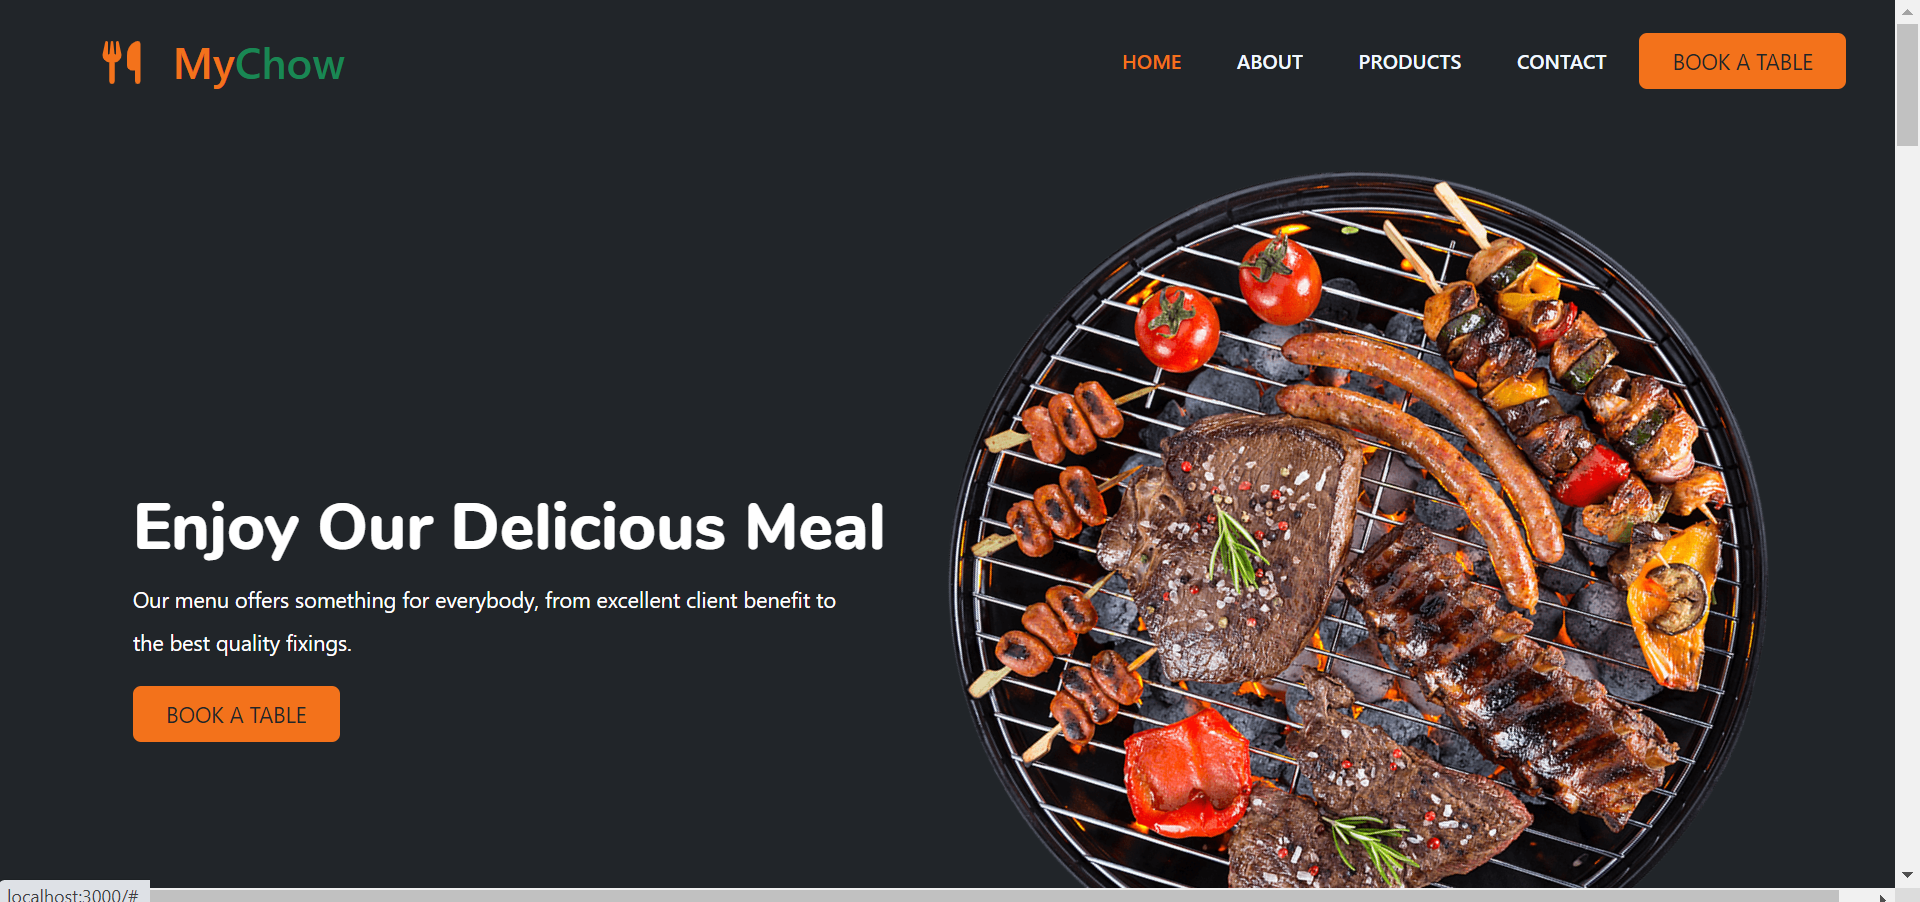 MyChow
HOME ABOUT PRODUCTS CONTACT BOOK A TABLE
Enjoy Our Delicious Meal
Our menu offers something for everybody, from excellent client benefit to
the best quality fixings.
BOOK A TABLE
localhost:3000/#